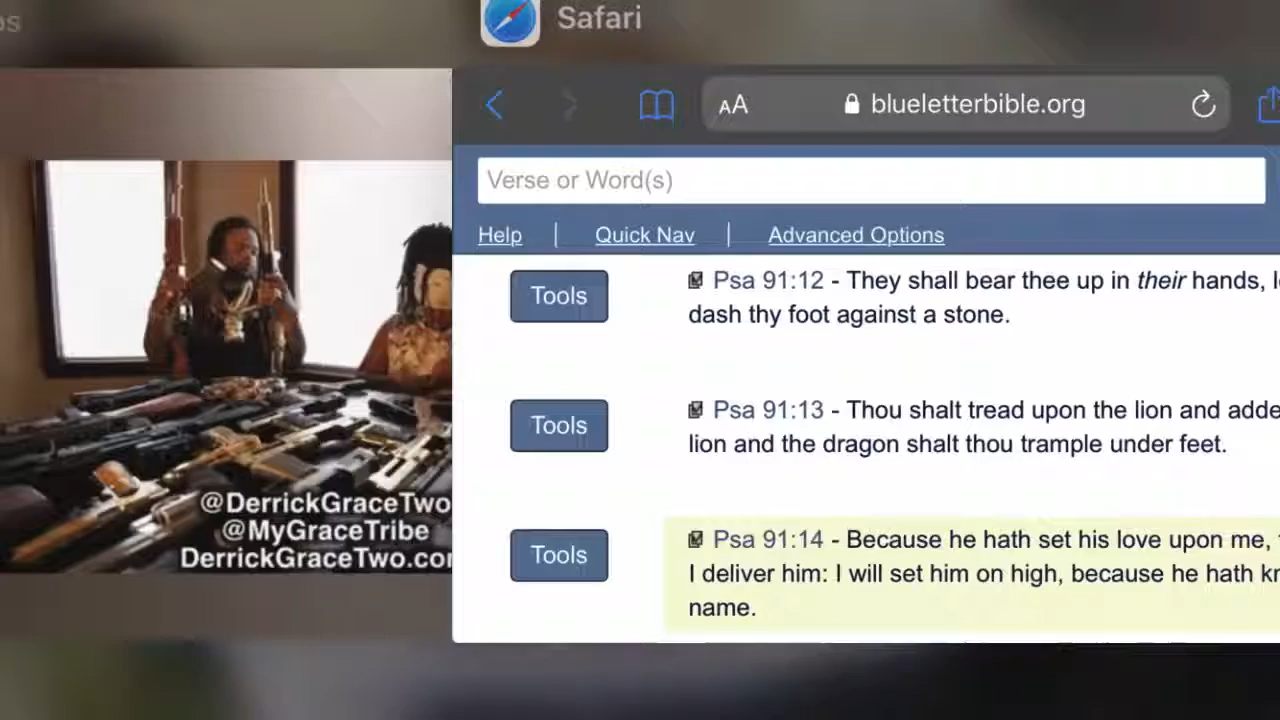 os
Safari
AA
blueletterbible.org
Verse or Word(s)
Help | Quick Nav | Advanced Options
Tools
Psa 91:12 - They shall bear thee up in their hands,
dash thy foot against a stone.
Tools
Psa 91:13 - Thou shalt tread upon the lion and
lion and the dragon shalt thou trample under feet.
Tools
Psa 91:14 - Because he hath set his love upon me,
I deliver him: I will set him on high, because he hath
name.
@DerrickGraceTwo
@MyGraceTribe
DerrickGraceTwo.co